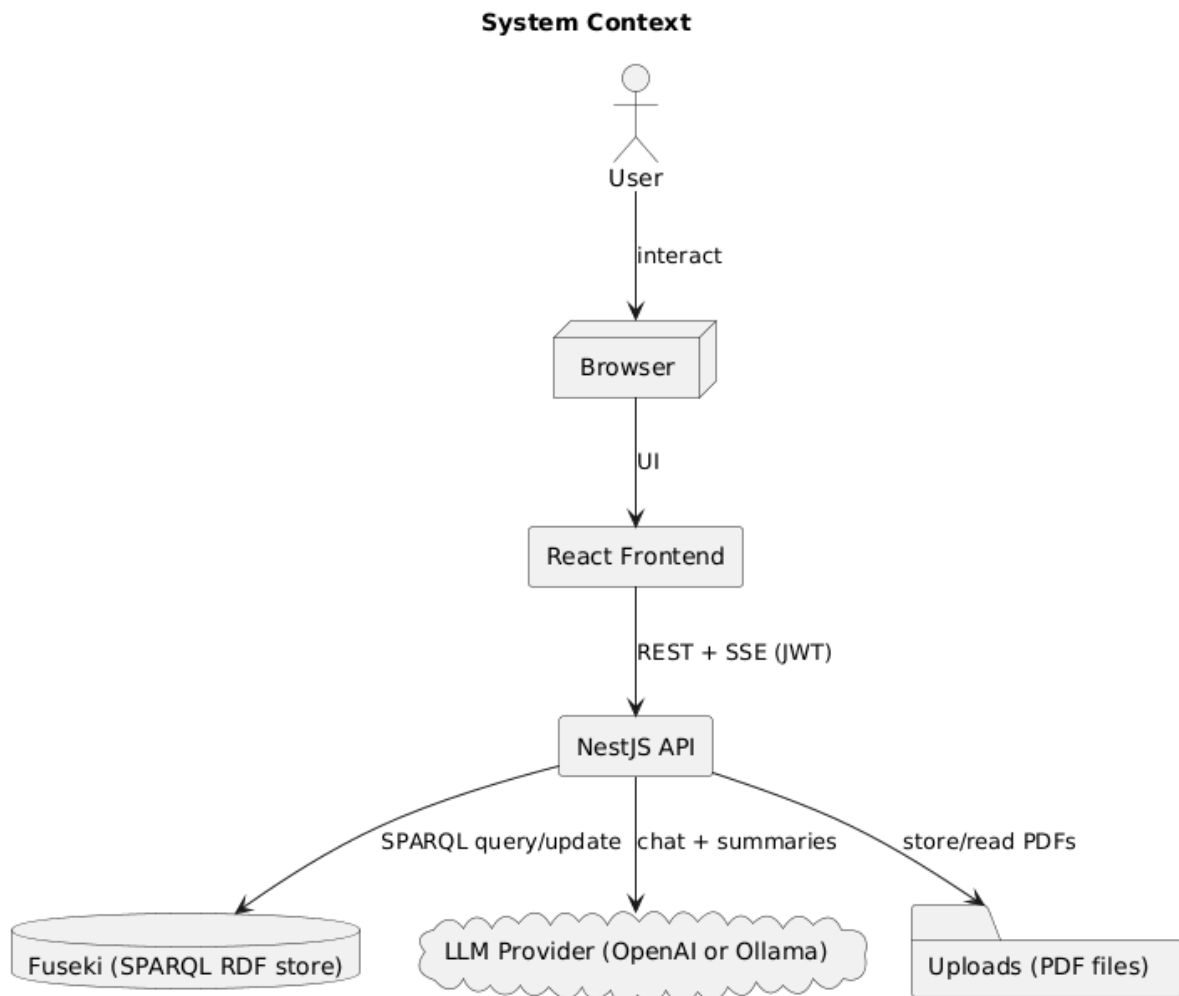 System Context
User
interact
Browser
UI
React Frontend
REST + SSE (JWT)
NestJS API
SPARQL query/update
chat + summaries
store/read PDFs
Fuseki (SPARQL RDF store)
LLM Provider (OpenAI or Ollama)
Uploads (PDF files)